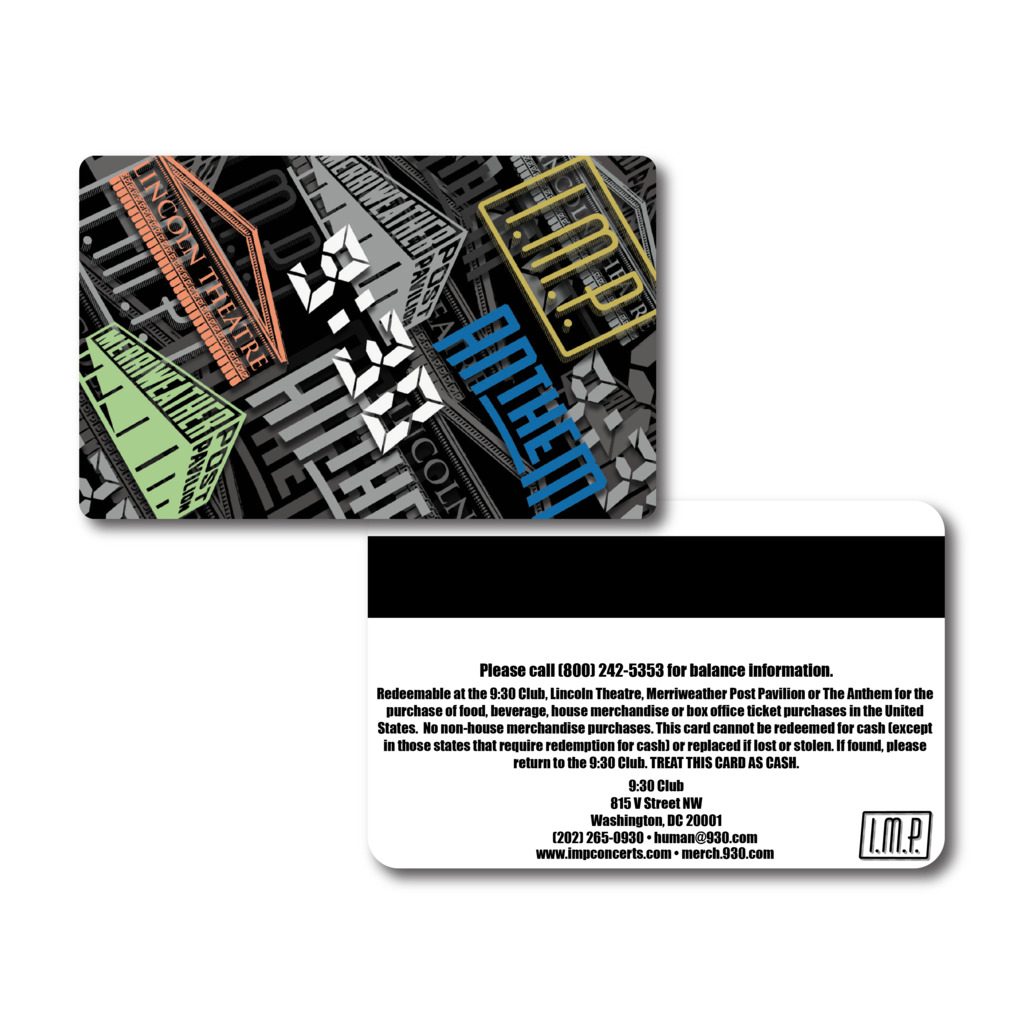 LINCOLN THEATRE
MERRIWEATHER
POST
PAVILION
I.M.P.
9:30
ANTHEM
MERRIWEATHER
POST
PAVILION
THE
ANTHE
COLN
Please call (800) 242-5353 for balance information.
Redeemable at the 9:30 Club, Lincoln Theatre, Merriweather Post Pavilion or The Anthem for the
purchase of food, beverage, house merchandise or box office ticket purchases in the United
States. No non-house merchandise purchases. This card cannot be redeemed for cash (except
in those states that require redemption for cash) or replaced if lost or stolen. If found, please
return to the 9:30 Club. TREAT THIS CARD AS CASH.
9:30 Club
815 V Street NW
Washington, DC 20001
(202) 265-0930 • human@930.com
www.impconcerts.com • merch.930.com
I.M.P.